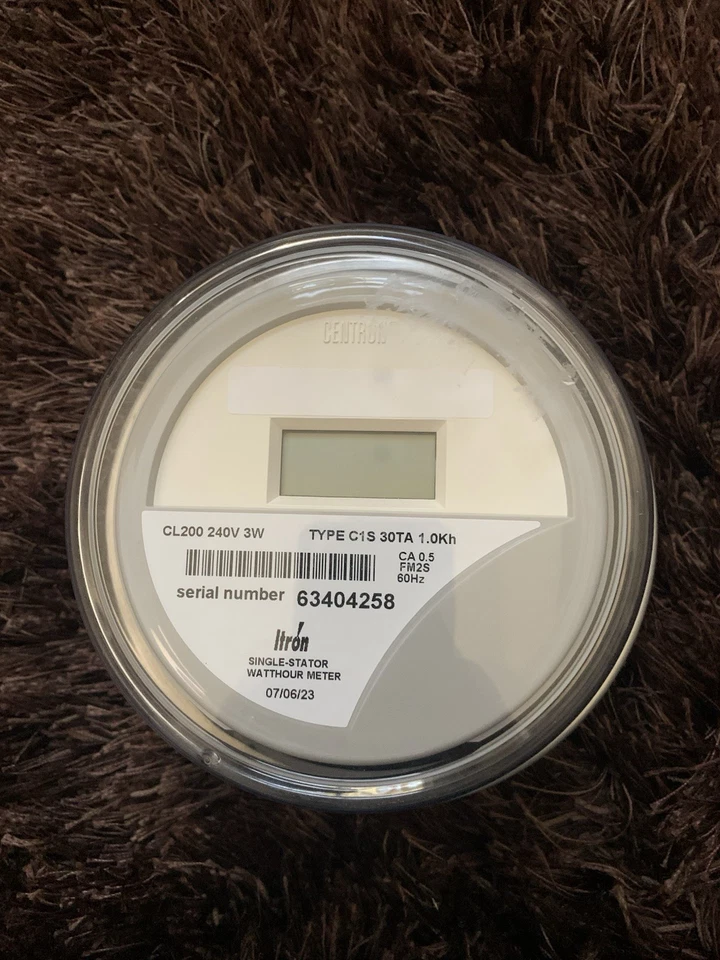 CENTRON
CL200 240V 3W TYPE C1S 30TA 1.0Kh
CA 0.5
FM2S
60Hz
serial number 63404258
Itron
SINGLE-STATOR
WATTHOUR METER
07/06/23